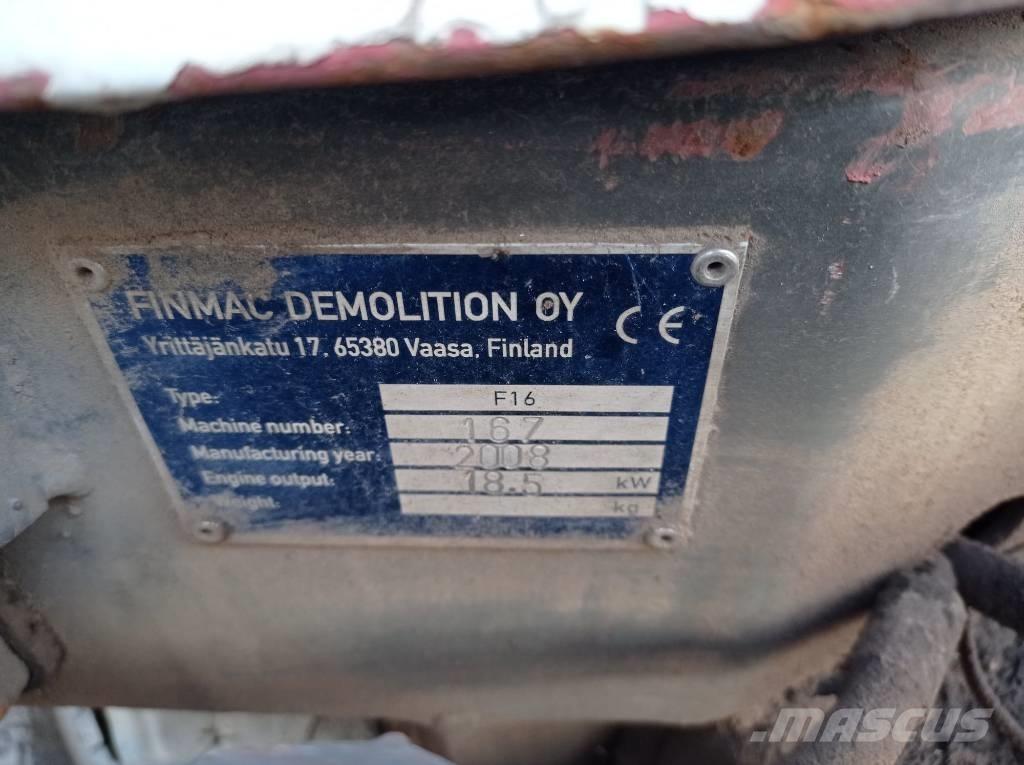 FINMAC DEMOLITION OY
CE
Yrittäjänkatu 17, 65380 Vaasa, Finland
Type: F16
Machine number: 167
Manufacturing year: 2008
Engine output: 18.5 kW
kg
MASCUS